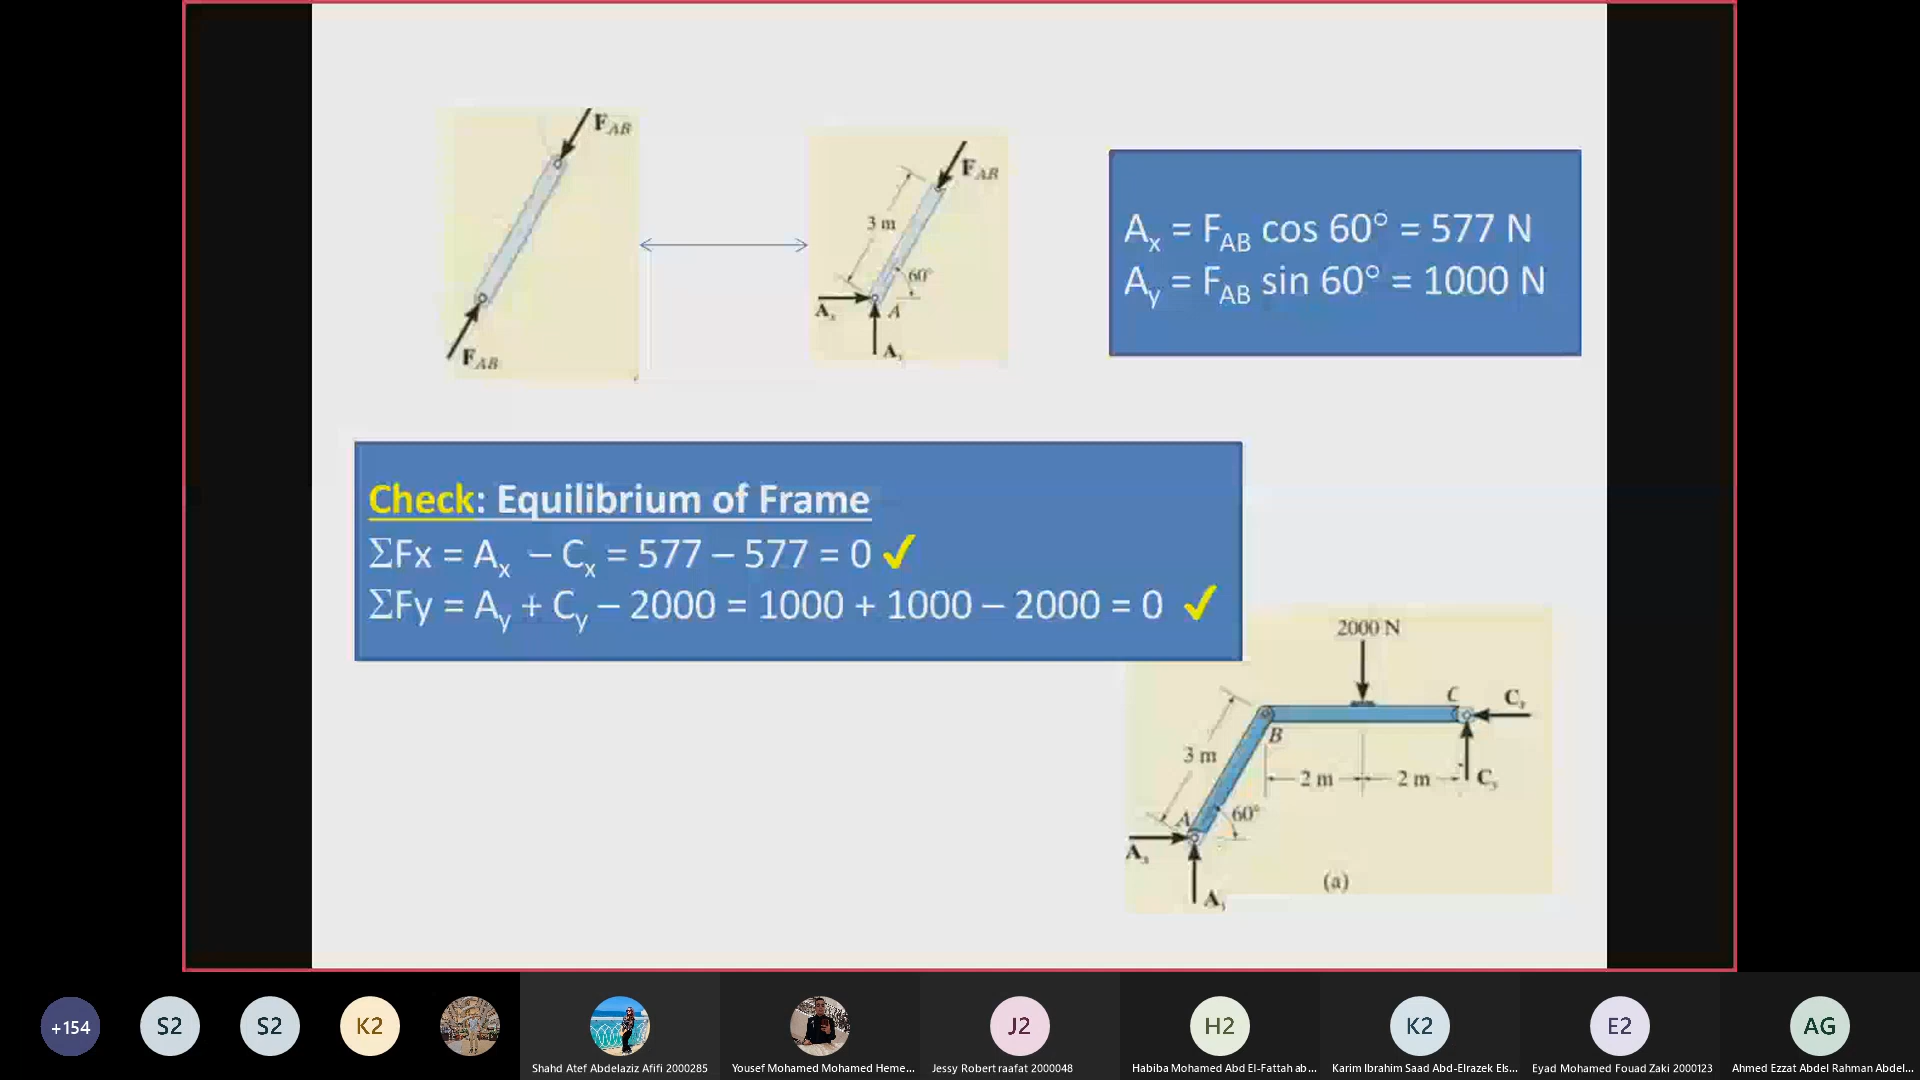 F_AB
F_AB
F_AB
3 m
60°
A_x
A
A_y
A_x = F_AB cos 60° = 577 N
A_y = F_AB sin 60° = 1000 N
Check: Equilibrium of Frame
ΣFx = A_x – C_x = 577 – 577 = 0 ✓
ΣFy = A_y + C_y – 2000 = 1000 + 1000 – 2000 = 0 ✓
2000 N
C
C_x
B
3 m
2 m
2 m
C_y
A
60°
A_x
(a)
A_y
+154
S2
S2
K2
J2
H2
K2
E2
AG
Shahd Atef Abdelaziz Afifi 2000285
Yousef Mohamed Mohamed Heme...
Jessy Robert raafat 2000048
Habiba Mohamed Abd El-Fattah ab...
Karim Ibrahim Saad Abd-Elrazek Els...
Eyad Mohamed Fouad Zaki 2000123
Ahmed Ezzat Abdel Rahman Abdel...